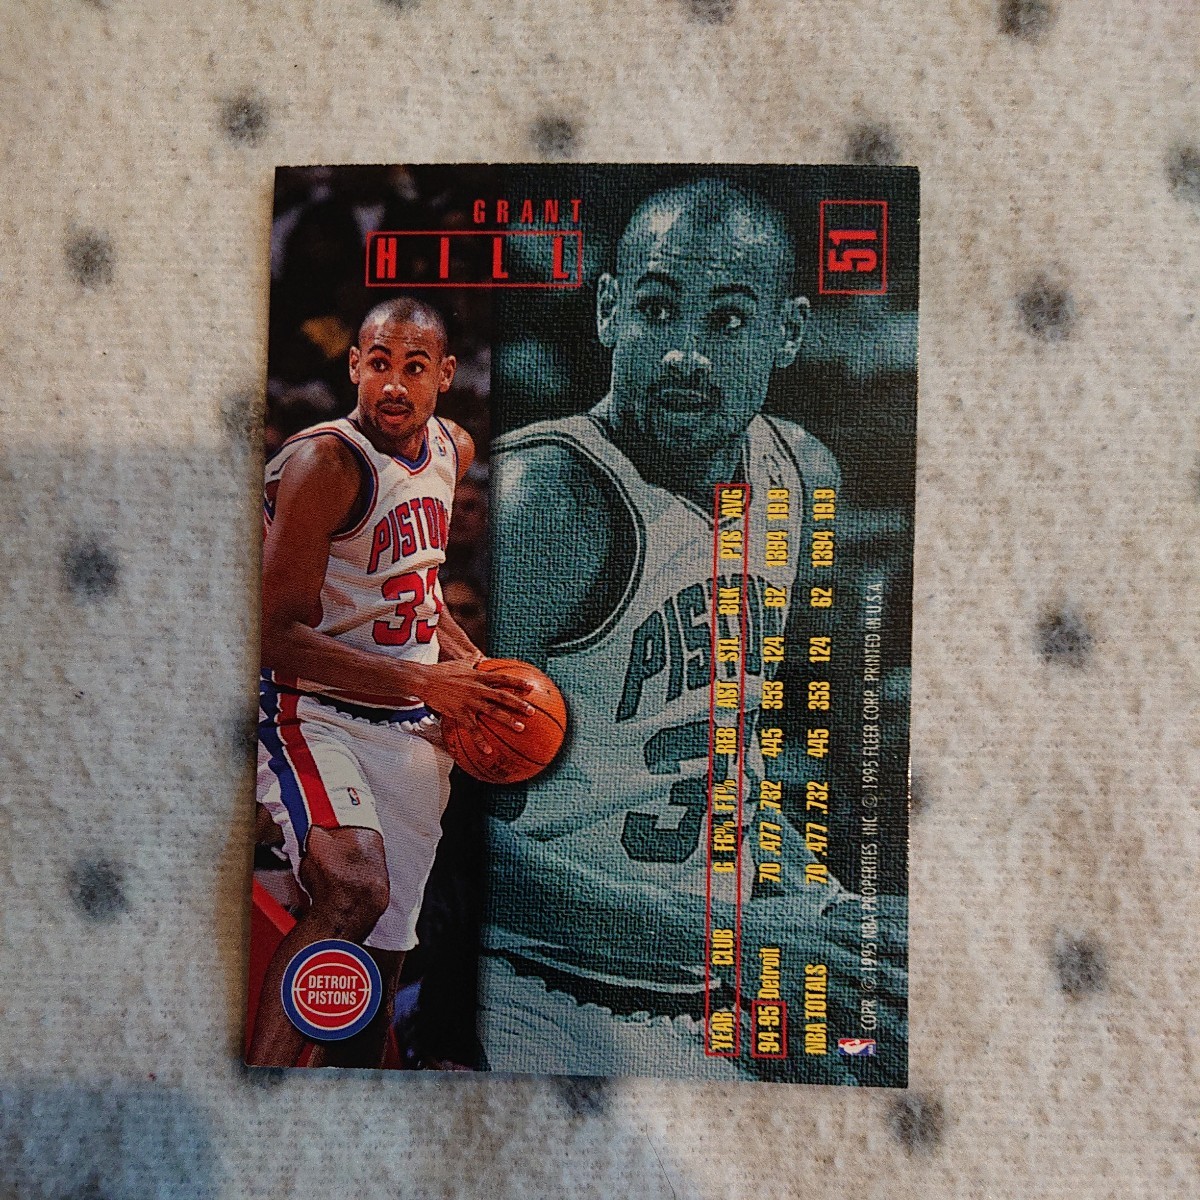 GRANT
HILL
51
PISTONS
33
DETROIT
PISTONS
PIST
3
YEAR CLUB G FG% FT% REB AST STL BLK PTS AVG
94-95 Detroit 70 .477 .732 445 353 124 62 1394 19.9
NBA TOTALS 70 .477 .732 445 353 124 62 1394 19.9
COPR. © 1995 NBA PROPERTIES, INC. © 1995 FLEER CORP. PRINTED IN U.S.A.